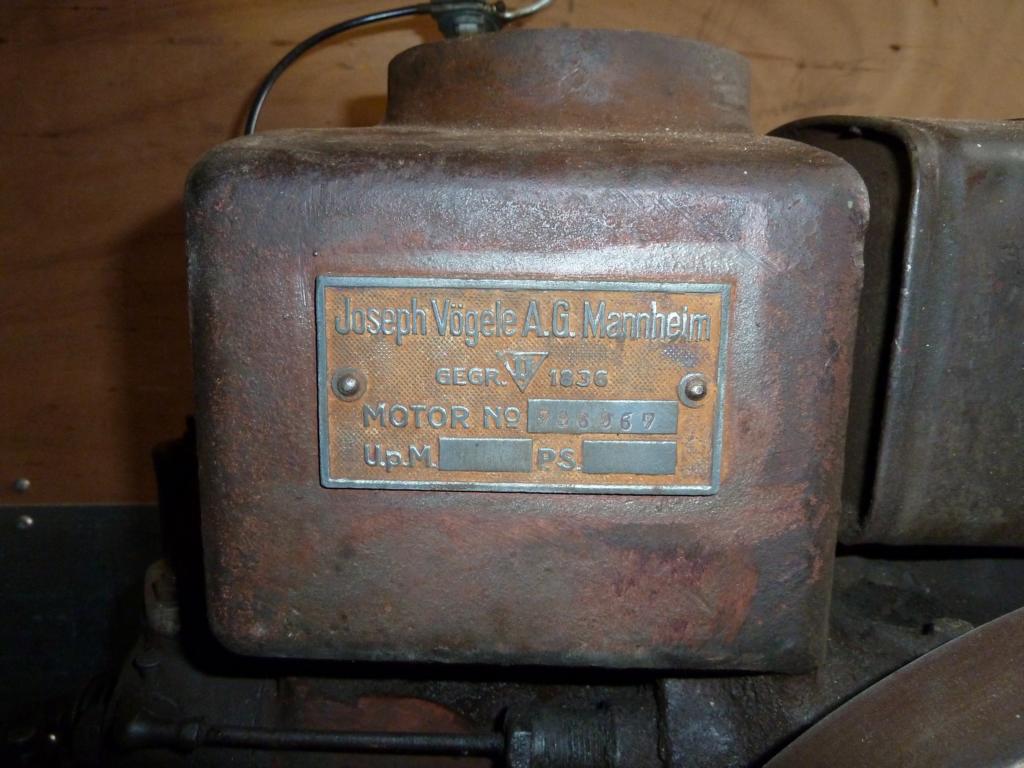 Joseph Vögele A.G. Mannheim
GEGR. 1836
MOTOR No
U.p.M. PS.